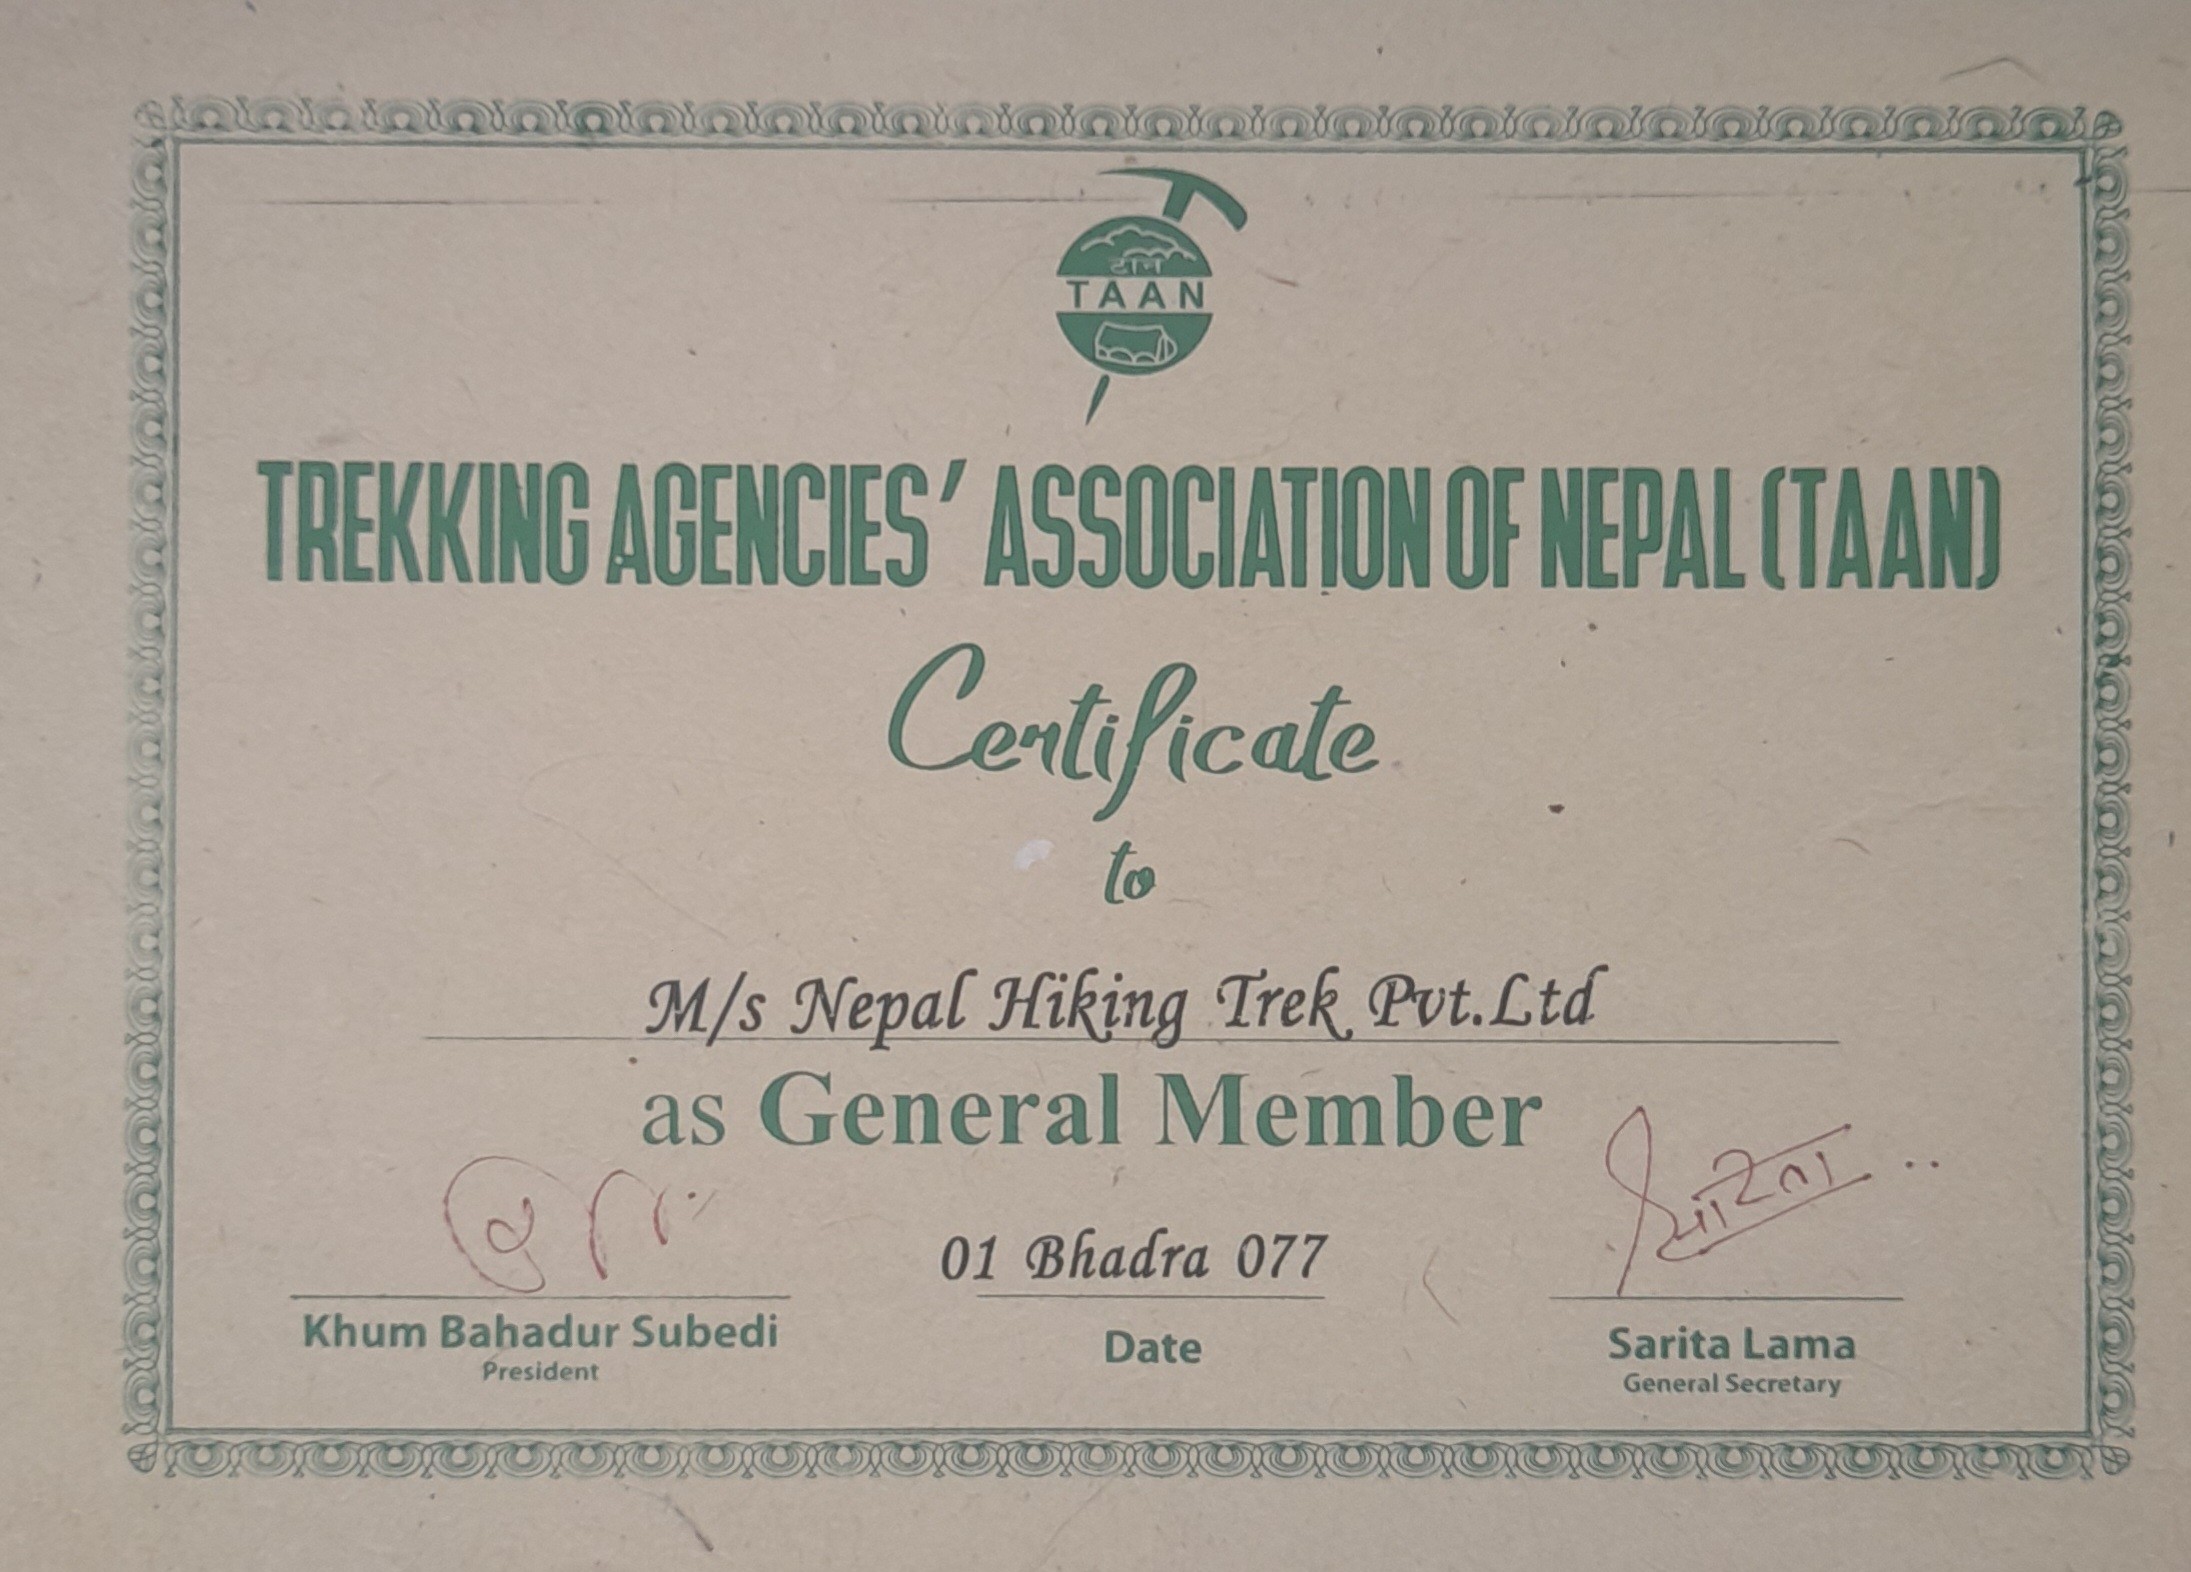 टान
TAAN
TREKKING AGENCIES' ASSOCIATION OF NEPAL (TAAN)
Certificate
to
M/s Nepal Hiking Trek Pvt.Ltd
as General Member
सरिता
01 Bhadra 077
Khum Bahadur Subedi
President
Date
Sarita Lama
General Secretary